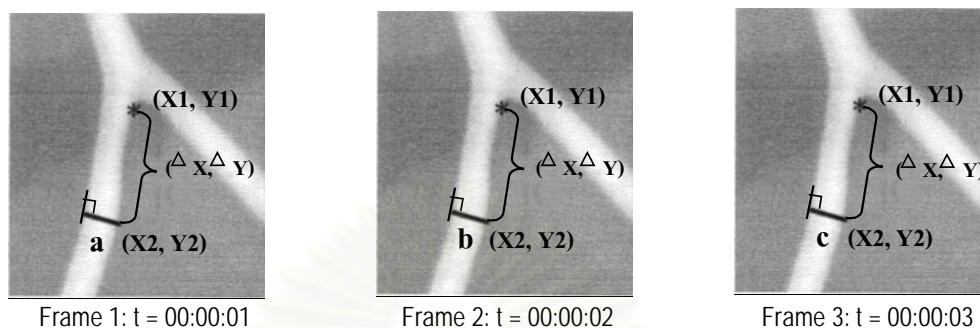 (X1, Y1)
(△ X,△ Y)
a (X2, Y2)
Frame 1: t = 00:00:01
(X1, Y1)
(△ X,△ Y)
b (X2, Y2)
Frame 2: t = 00:00:02
(X1, Y1)
(△ X,△ Y
c (X2, Y2)
Frame 3: t = 00:00:03